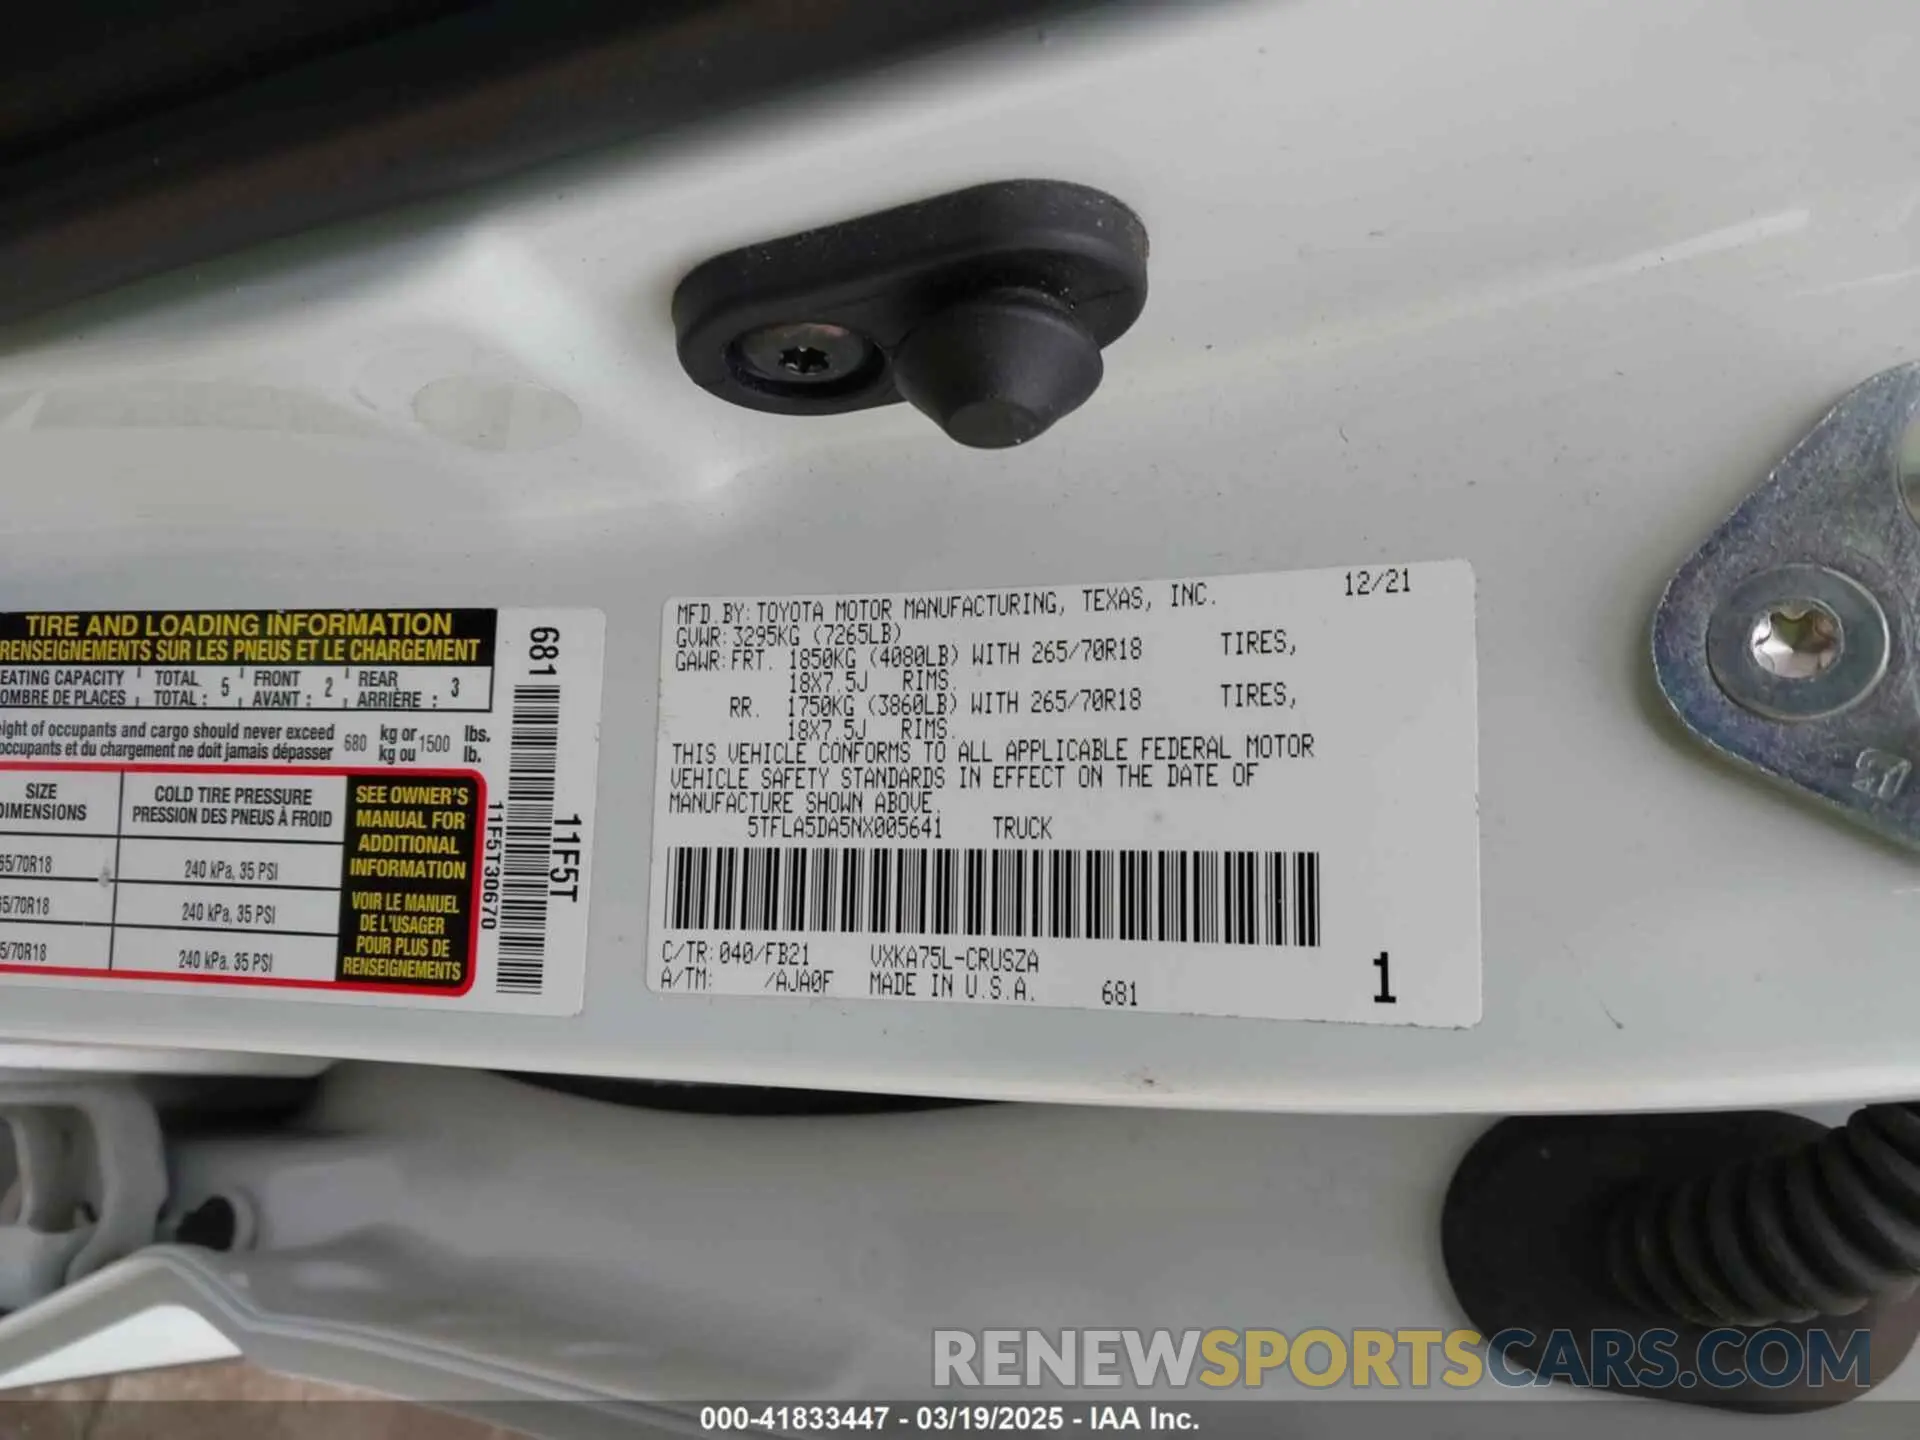 TIRE AND LOADING INFORMATION
RENSEIGNEMENTS SUR LES PNEUS ET LE CHARGEMENT
EATING CAPACITY TOTAL 5 FRONT 2 REAR 3
OMBRE DE PLACES TOTAL : AVANT : ARRIÈRE :
ight of occupants and cargo should never exceed 680 kg or 1500 lbs.
occupants et du chargement ne doit jamais dépasser kg ou lb.
SIZE
DIMENSIONS
COLD TIRE PRESSURE
PRESSION DES PNEUS À FROID
65/70R18 240 kPa, 35 PSI
65/70R18 240 kPa, 35 PSI
5/70R18 240 kPa, 35 PSI
SEE OWNER'S
MANUAL FOR
ADDITIONAL
INFORMATION
VOIR LE MANUEL
DE L'USAGER
POUR PLUS DE
RENSEIGNEMENTS
681
11F5T
11F5T30670
MFD.BY:TOYOTA MOTOR MANUFACTURING, TEXAS, INC. 12/21
GVWR:3295KG (7265LB)
GAWR:FRT. 1850KG (4080LB) WITH 265/70R18 TIRES,
18X7.5J RIMS.
RR. 1750KG (3860LB) WITH 265/70R18 TIRES,
18X7.5J RIMS.
THIS VEHICLE CONFORMS TO ALL APPLICABLE FEDERAL MOTOR
VEHICLE SAFETY STANDARDS IN EFFECT ON THE DATE OF
MANUFACTURE SHOWN ABOVE.
5TFLA5DA5NX005641 TRUCK
C/TR:040/FB21 VXKA75L-CRUSZA
A/TM: /AJA0F MADE IN U.S.A. 681
1
21
RENEWSPORTSCARS.COM
000-41833447 - 03/19/2025 - IAA Inc.